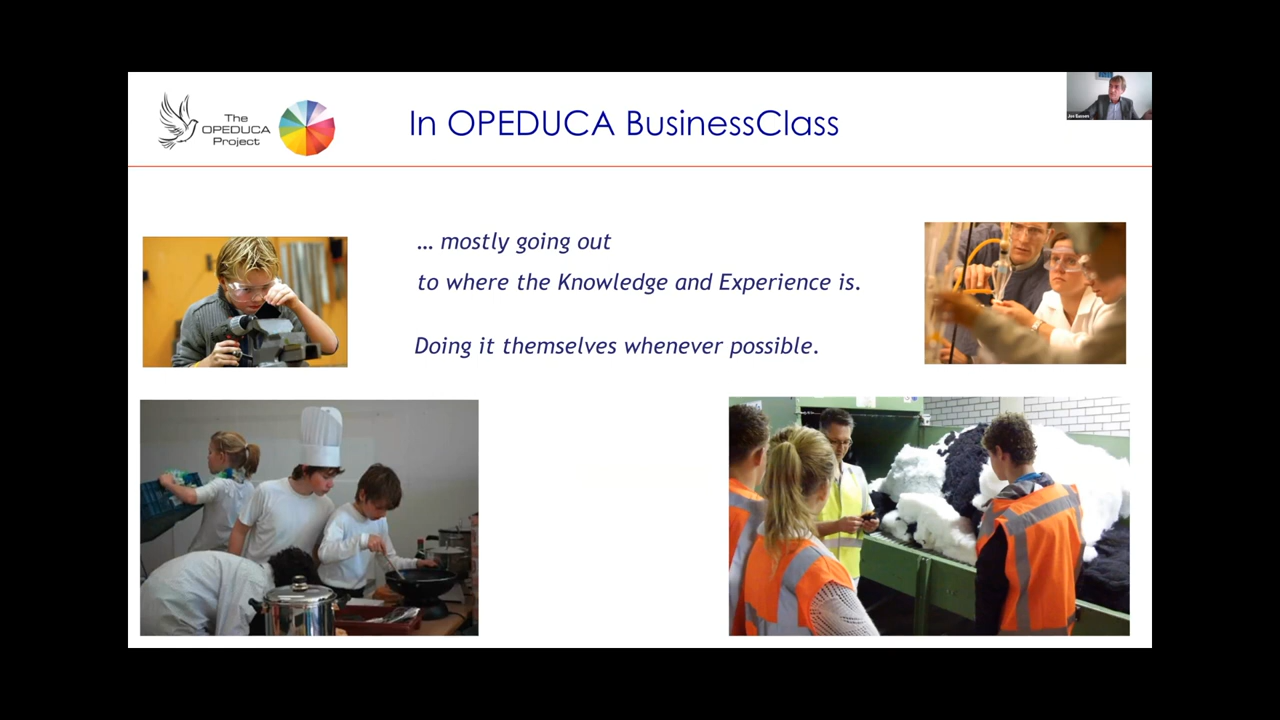 The
OPEDUCA
Project
In OPEDUCA BusinessClass
… mostly going out
to where the Knowledge and Experience is.
Doing it themselves whenever possible.